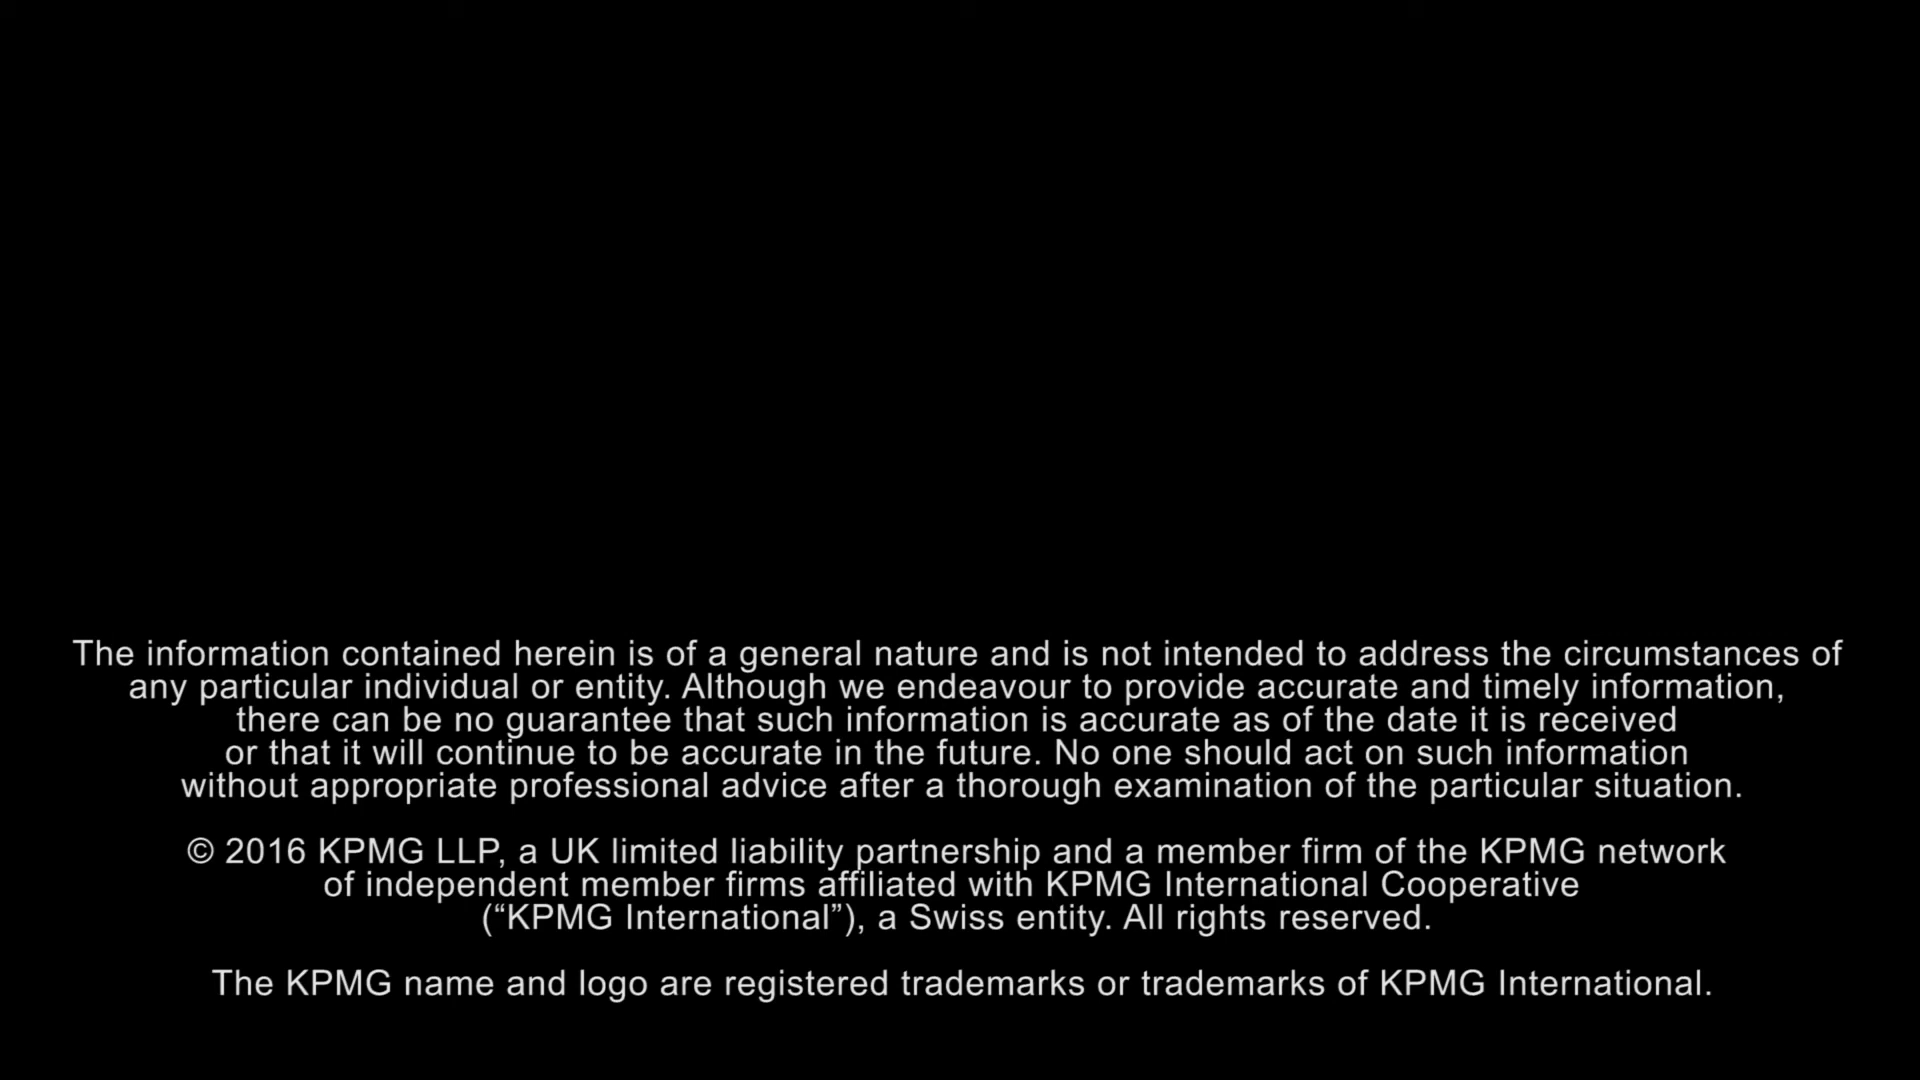 The information contained herein is of a general nature and is not intended to address the circumstances of
any particular individual or entity. Although we endeavour to provide accurate and timely information,
there can be no guarantee that such information is accurate as of the date it is received
or that it will continue to be accurate in the future. No one should act on such information
without appropriate professional advice after a thorough examination of the particular situation.
© 2016 KPMG LLP, a UK limited liability partnership and a member firm of the KPMG network
of independent member firms affiliated with KPMG International Cooperative
(“KPMG International”), a Swiss entity. All rights reserved.
The KPMG name and logo are registered trademarks or trademarks of KPMG International.